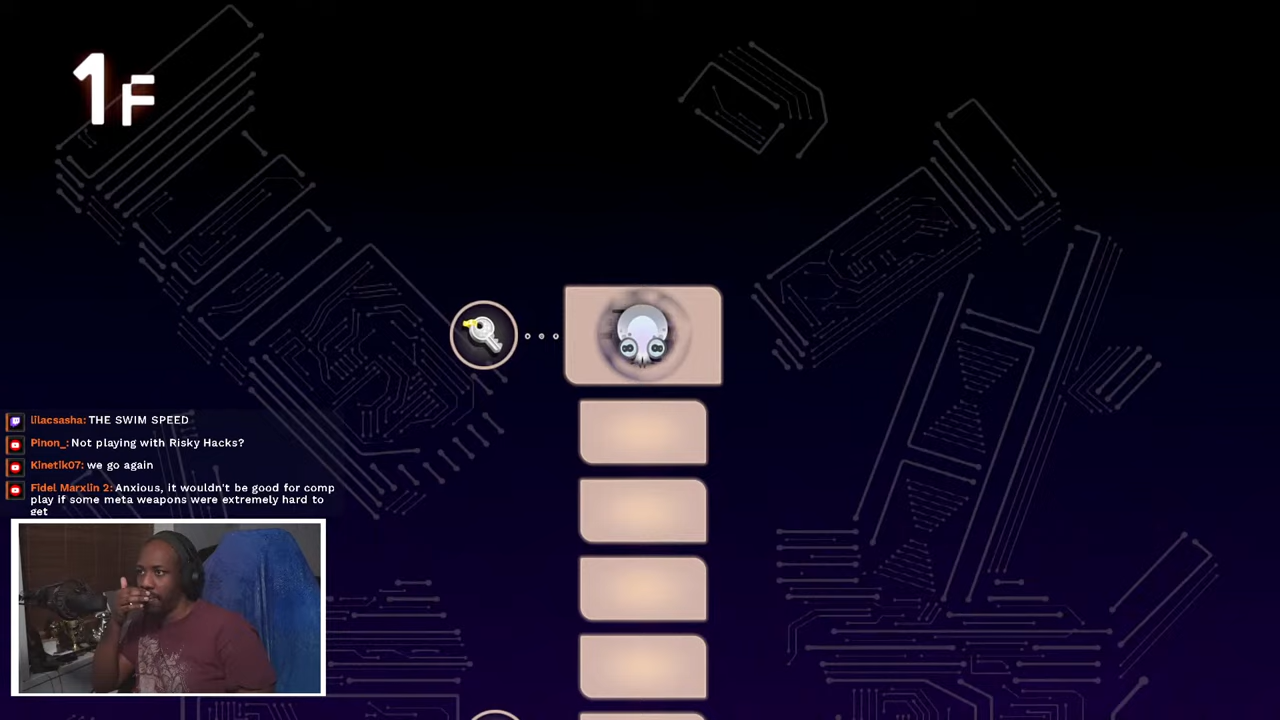 1F
lilacsasha: THE SWIM SPEED
Pinon_: Not playing with Risky Hacks?
Kinetik07: we go again
Fidel Marxlin 2: Anxious, it wouldn't be good for comp
play if some meta weapons were extremely hard to
get